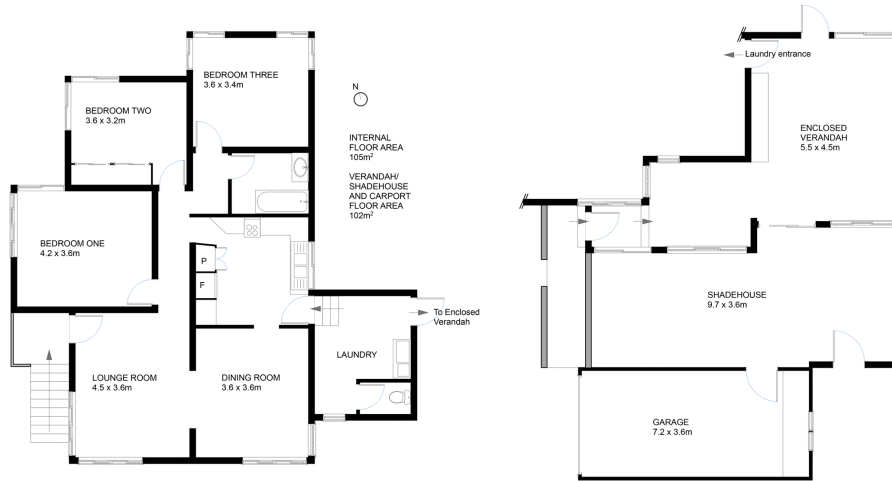 BEDROOM THREE
3.6 x 3.4m
BEDROOM TWO
3.6 x 3.2m
N
INTERNAL
FLOOR AREA
105m²
VERANDAH/
SHADEHOUSE
AND CARPORT
FLOOR AREA
102m²
BEDROOM ONE
4.2 x 3.6m
P
F
To Enclosed
Verandah
LAUNDRY
LOUNGE ROOM
4.5 x 3.6m
DINING ROOM
3.6 x 3.6m
Laundry entrance
ENCLOSED
VERANDAH
5.5 x 4.5m
SHADEHOUSE
9.7 x 3.6m
GARAGE
7.2 x 3.6m